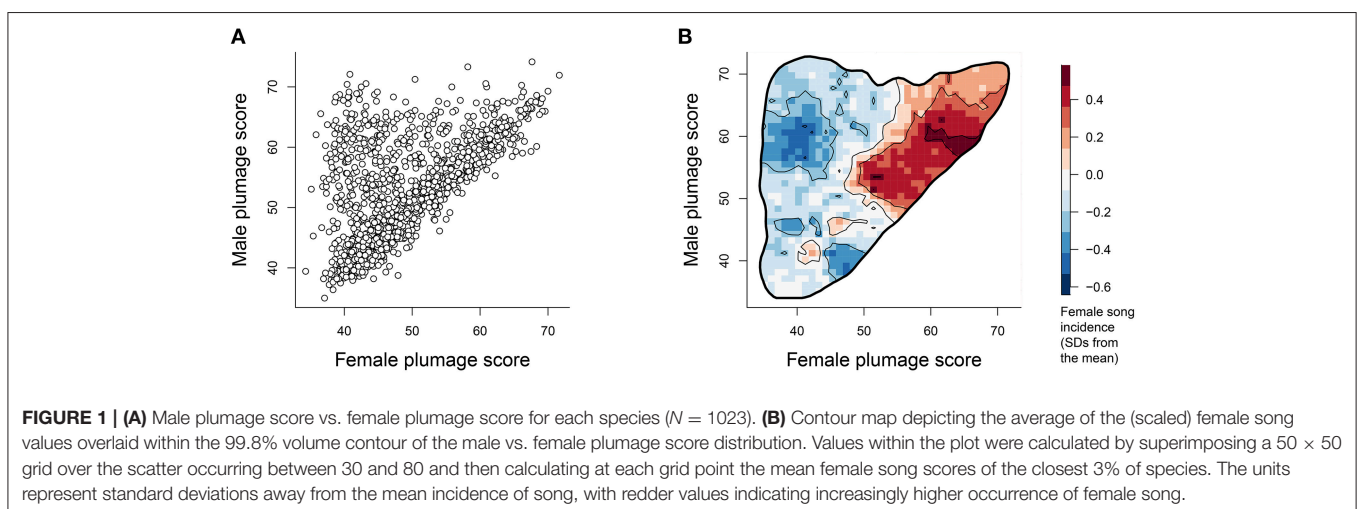 A
B
Male plumage score
70
60
50
40
40
50
60
70
Female plumage score
Male plumage score
70
60
50
40
40
50
60
70
Female plumage score
0.4
0.2
0.0
−0.2
−0.4
−0.6
Female song
incidence
(SDs from
the mean)
FIGURE 1 | (A) Male plumage score vs. female plumage score for each species (N = 1023). (B) Contour map depicting the average of the (scaled) female song
values overlaid within the 99.8% volume contour of the male vs. female plumage score distribution. Values within the plot were calculated by superimposing a 50 × 50
grid over the scatter occurring between 30 and 80 and then calculating at each grid point the mean female song scores of the closest 3% of species. The units
represent standard deviations away from the mean incidence of song, with redder values indicating increasingly higher occurrence of female song.